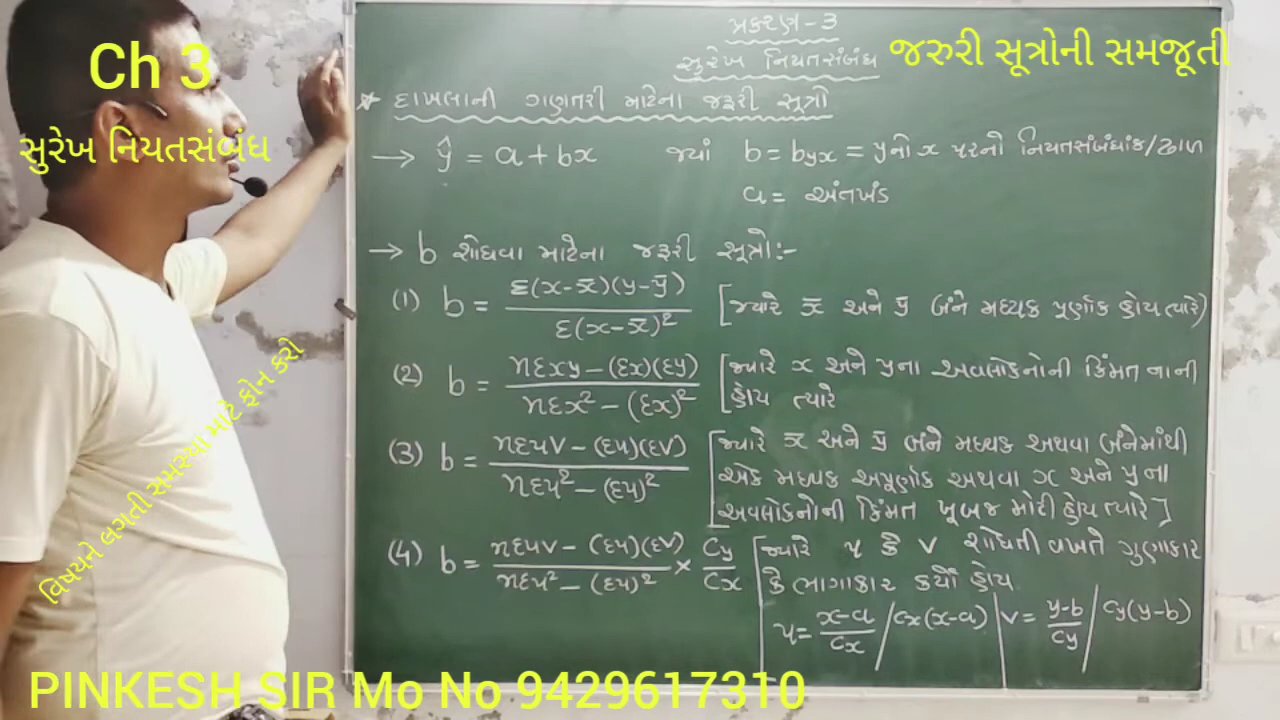 Ch 3
સુરેખ નિયતસંબંધ
જરુરી સૂત્રોની સમજૂતી
પ્રકરણ-3
સુરેખ નિયતસંબંધ
* દાખલાની ગણતરી માટેના જરૂરી સૂત્રો
→ ŷ = a + bx જ્યાં b = byx = yનો x પરનો નિયતસંબંધાંક/ઢાળ
a = અંતખંડ
→ b શોધવા માટેના જરૂરી સૂત્રો:-
(1) b = Σ(x-x̄)(y-ȳ) / Σ(x-x̄)² [જ્યારે x̄ અને ȳ બંને મધ્યક પૂર્ણાંક હોય ત્યારે)
(2) b = nΣxy-(Σx)(Σy) / nΣx²-(Σx)² [જ્યારે x અને yના અવલોકનોની કિંમત નાની
હોય ત્યારે
(3) b = nΣuv-(Σu)(Σv) / nΣu²-(Σu)² [જ્યારે x̄ અને ȳ બંને મધ્યક અથવા બંનેમાંથી
એક મધ્યક અપૂર્ણાંક અથવા x અને yના
અવલોકનોની કિંમત ખૂબજ મોટી હોય ત્યારે]
(4) b = nΣuv-(Σu)(Σv) / nΣu²-(Σu)² × Cy/Cx [જ્યારે u કે v શોધતી વખતે ગુણાકાર
કે ભાગાકાર કર્યો હોય.
u = x-a/Cx / Cx(x-a) | v = y-b/Cy / Cy(y-b)
વિષયને લગતી સમસ્યા માટે ફોન કરો
PINKESH SIR Mo No 9429617310